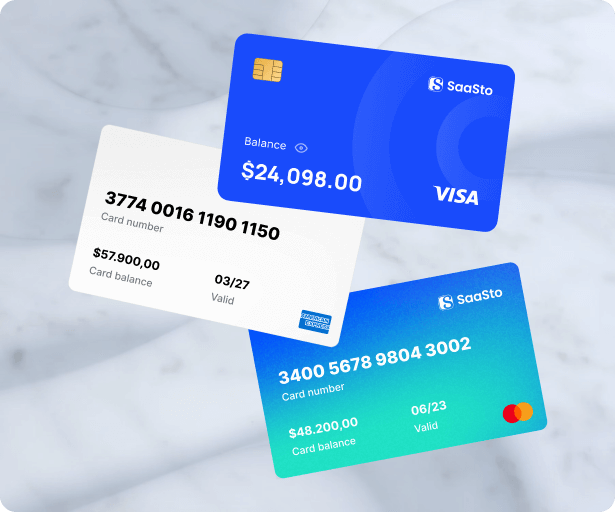 SaaSto
Balance
$24,098.00
VISA
3774 0016 1190 1150
Card number
$57.900,00
Card balance
03/27
Valid
AMERICAN
EXPRESS
SaaSto
3400 5678 9804 3002
Card number
$48.200,00
Card balance
06/23
Valid